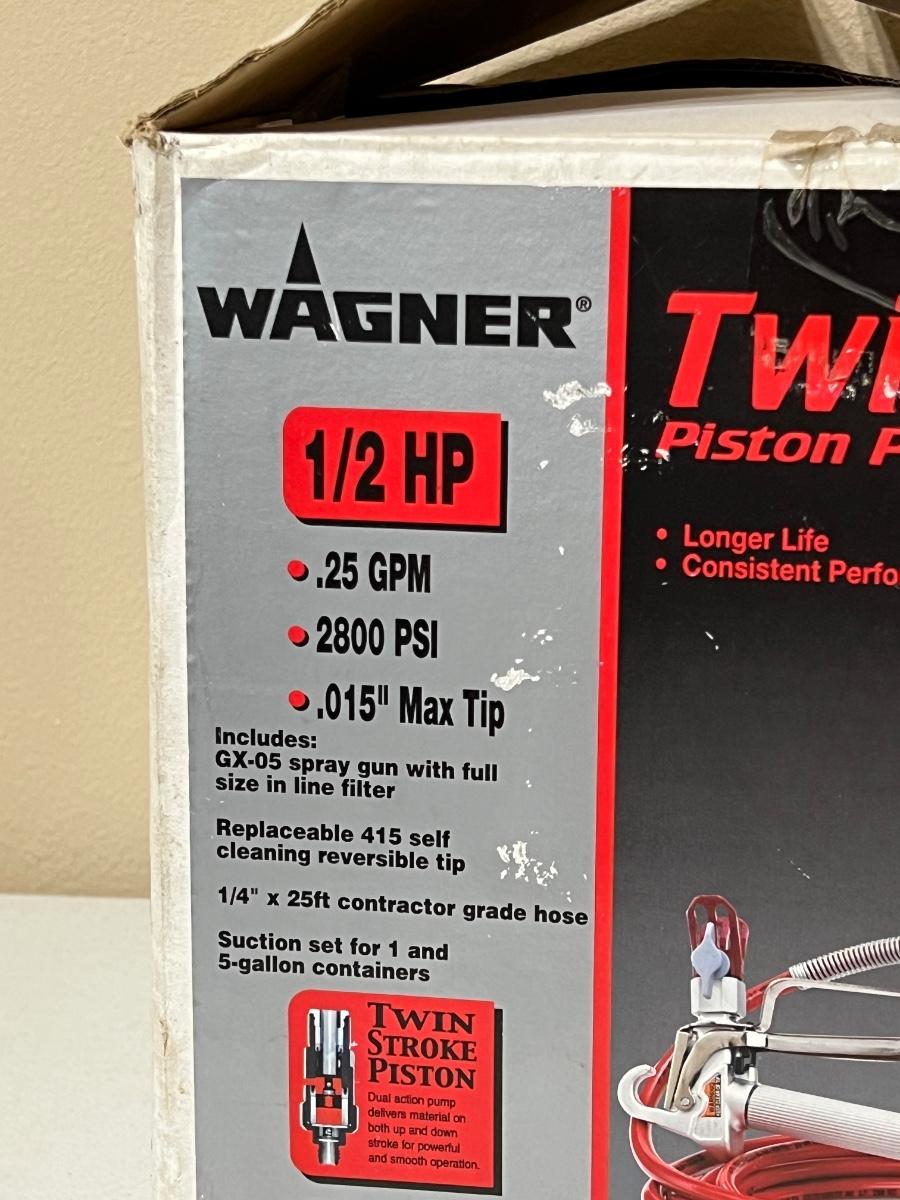 WAGNER®
1/2 HP
• .25 GPM
• 2800 PSI
• .015" Max Tip
Includes:
GX-05 spray gun with full
size in line filter
Replaceable 415 self
cleaning reversible tip
1/4" x 25ft contractor grade hose
Suction set for 1 and
5-gallon containers
TWIN
STROKE
PISTON
Dual action pump
delivers material on
both up and down
stroke for powerful
and smooth operation.
Twi
Piston P
• Longer Life
• Consistent Perfo